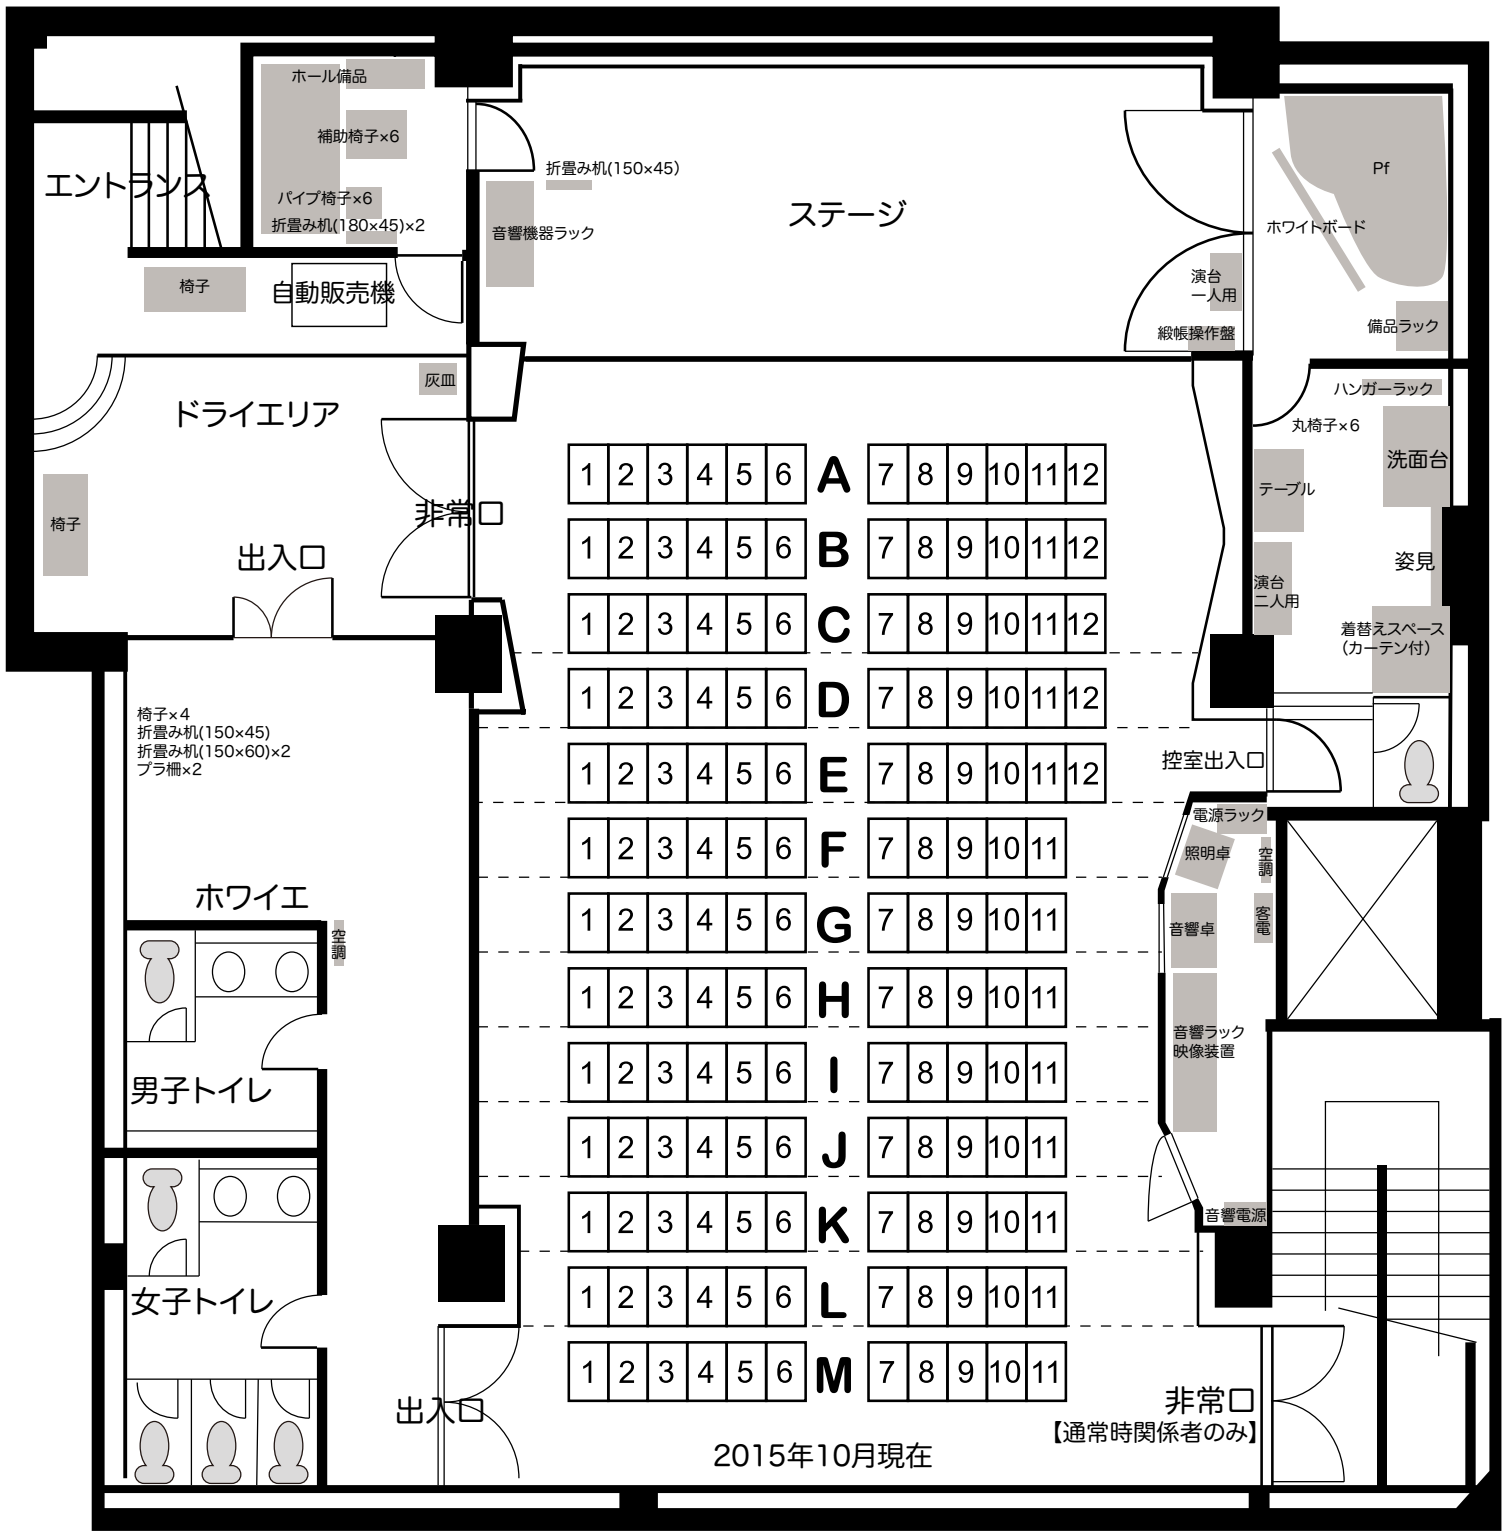 ホール備品
補助椅子×6
パイプ椅子×6
折畳み机(180×45)×2
エントランス
椅子
自動販売機
折畳み机(150×45)
音響機器ラック
ステージ
演台
一人用
緞帳操作盤
Pf
ホワイトボード
備品ラック
灰皿
ドライエリア
非常口
椅子
出入口
ハンガーラック
丸椅子×6
洗面台
テーブル
姿見
演台
二人用
着替えスペース
（カーテン付）
1 2 3 4 5 6 A 7 8 9 10 11 12
1 2 3 4 5 6 B 7 8 9 10 11 12
1 2 3 4 5 6 C 7 8 9 10 11 12
1 2 3 4 5 6 D 7 8 9 10 11 12
1 2 3 4 5 6 E 7 8 9 10 11 12
1 2 3 4 5 6 F 7 8 9 10 11
1 2 3 4 5 6 G 7 8 9 10 11
1 2 3 4 5 6 H 7 8 9 10 11
1 2 3 4 5 6 I 7 8 9 10 11
1 2 3 4 5 6 J 7 8 9 10 11
1 2 3 4 5 6 K 7 8 9 10 11
1 2 3 4 5 6 L 7 8 9 10 11
1 2 3 4 5 6 M 7 8 9 10 11
椅子×4
折畳み机(150×45)
折畳み机(150×60)×2
プラ柵×2
控室出入口
電源ラック
照明卓
空調
客電
音響卓
音響ラック
映像装置
音響電源
ホワイエ
空調
男子トイレ
女子トイレ
出入口
非常口
【通常時関係者のみ】
2015年10月現在